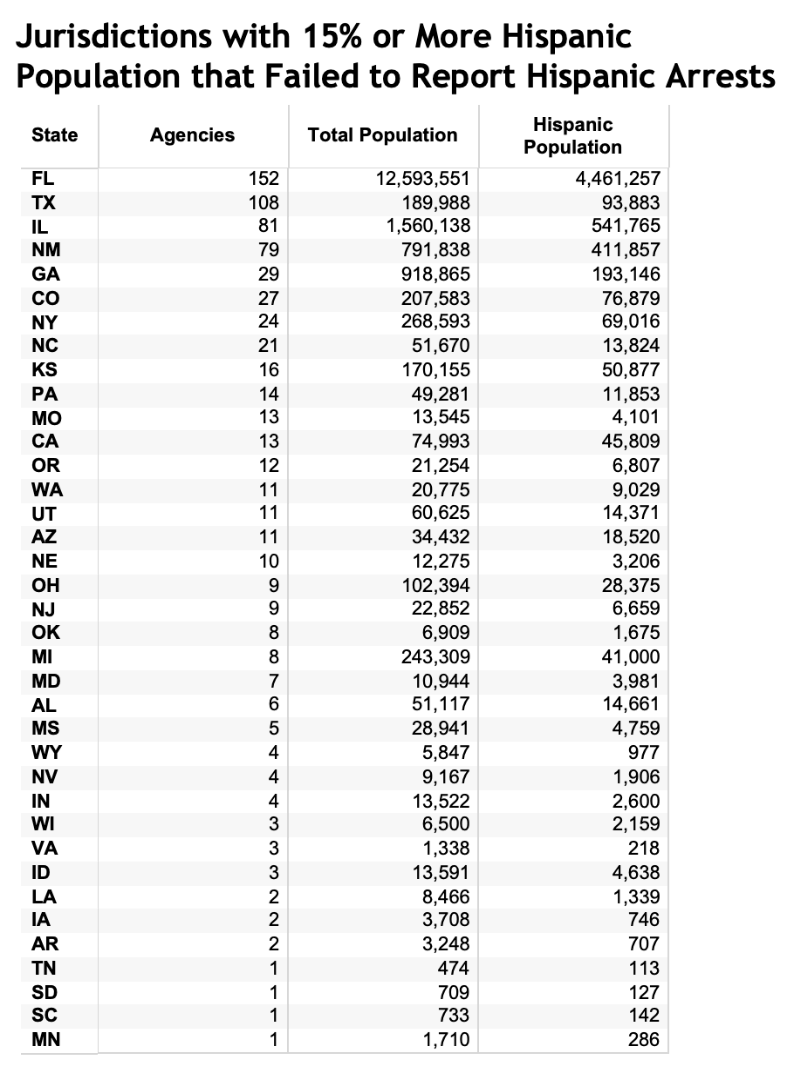 Jurisdictions with 15% or More Hispanic
Population that Failed to Report Hispanic Arrests
State Agencies Total Population Hispanic Population
FL 152 12,593,551 4,461,257
TX 108 189,988 93,883
IL 81 1,560,138 541,765
NM 79 791,838 411,857
GA 29 918,865 193,146
CO 27 207,583 76,879
NY 24 268,593 69,016
NC 21 51,670 13,824
KS 16 170,155 50,877
PA 14 49,281 11,853
MO 13 13,545 4,101
CA 13 74,993 45,809
OR 12 21,254 6,807
WA 11 20,775 9,029
UT 11 60,625 14,371
AZ 11 34,432 18,520
NE 10 12,275 3,206
OH 9 102,394 28,375
NJ 9 22,852 6,659
OK 8 6,909 1,675
MI 8 243,309 41,000
MD 7 10,944 3,981
AL 6 51,117 14,661
MS 5 28,941 4,759
WY 4 5,847 977
NV 4 9,167 1,906
IN 4 13,522 2,600
WI 3 6,500 2,159
VA 3 1,338 218
ID 3 13,591 4,638
LA 2 8,466 1,339
IA 2 3,708 746
AR 2 3,248 707
TN 1 474 113
SD 1 709 127
SC 1 733 142
MN 1 1,710 286